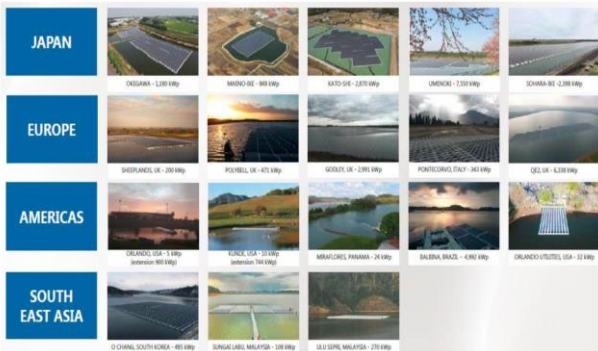 JAPAN
OKEGAWA - 1,180 kWp
MAINO-IKE - 848 kWp
KATO-SHI - 2,870 kWp
UMENOKI - 7,550 kWp
SOHARA-IKE - 2,398 kWp
EUROPE
SHEEPLANDS, UK - 200 kWp
POLYBELL, UK - 471 kWp
GODLEY, UK - 2,991 kWp
PONTECORVO, ITALY - 343 kWp
QE2, UK - 6,338 kWp
AMERICAS
ORLANDO, USA - 5 kWp
(extension 900 kWp)
KUNDE, USA - 10 kWp
(extension 744 kWp)
MIRAFLORES, PANAMA - 24 kWp
BALBINA, BRAZIL - 4,992 kWp
ORLANDO UTILITIES, USA - 32 kWp
SOUTH
EAST ASIA
O CHANG, SOUTH KOREA - 495 kWp
SUNGAI LABU, MALAYSIA - 108 kWp
ULU SEPRI, MALAYSIA - 270 kWp